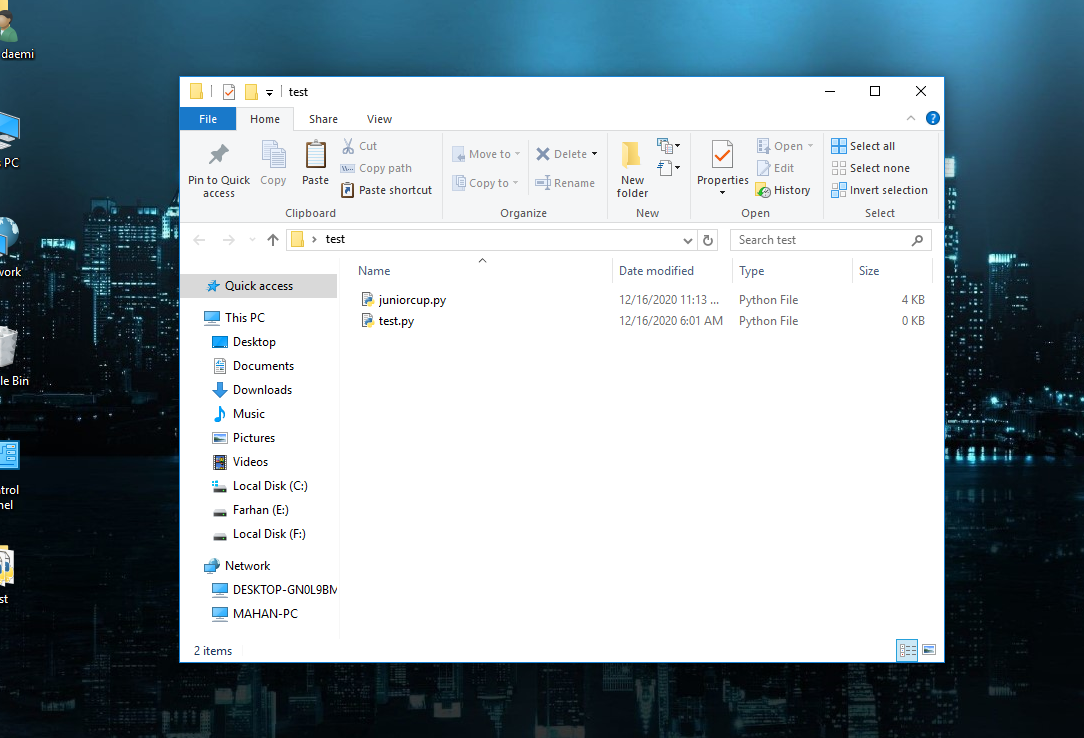 daemi
PC
work
le Bin
trol
nel
st
test
File
Home
Share
View
Pin to Quick
access
Copy
Paste
Cut
Copy path
Paste shortcut
Clipboard
Move to
Copy to
Delete
Rename
Organize
New
folder
New
Properties
Open
Edit
History
Open
Select all
Select none
Invert selection
Select
test
Search test
Name
Date modified
Type
Size
juniorcup.py 12/16/2020 11:13 ... Python File 4 KB
test.py 12/16/2020 6:01 AM Python File 0 KB
Quick access
This PC
Desktop
Documents
Downloads
Music
Pictures
Videos
Local Disk (C:)
Farhan (E:)
Local Disk (F:)
Network
DESKTOP-GN0L9BM
MAHAN-PC
2 items